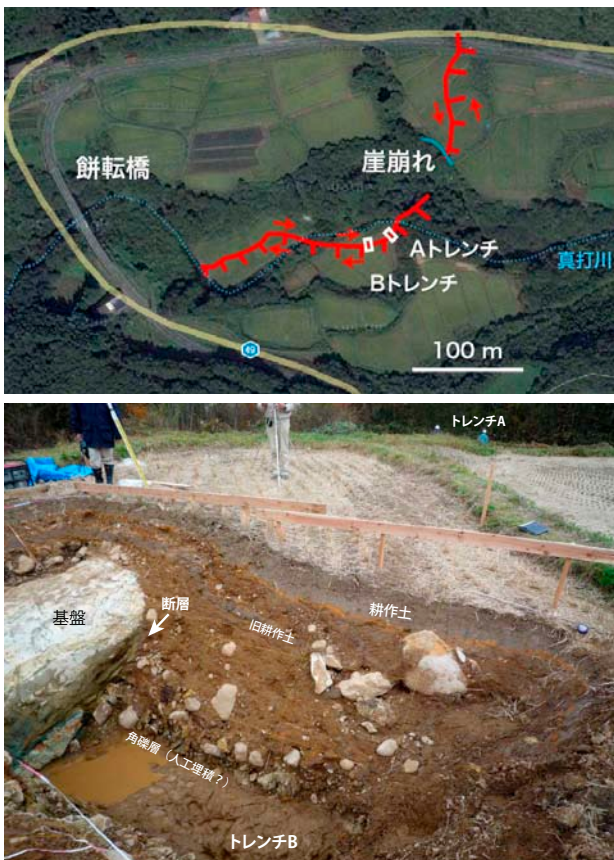 餅転橋
崖崩れ
Aトレンチ
Bトレンチ
真打川
49
100 m
トレンチA
基盤
断層
旧耕作土
耕作土
角礫層（人工埋積？）
トレンチB